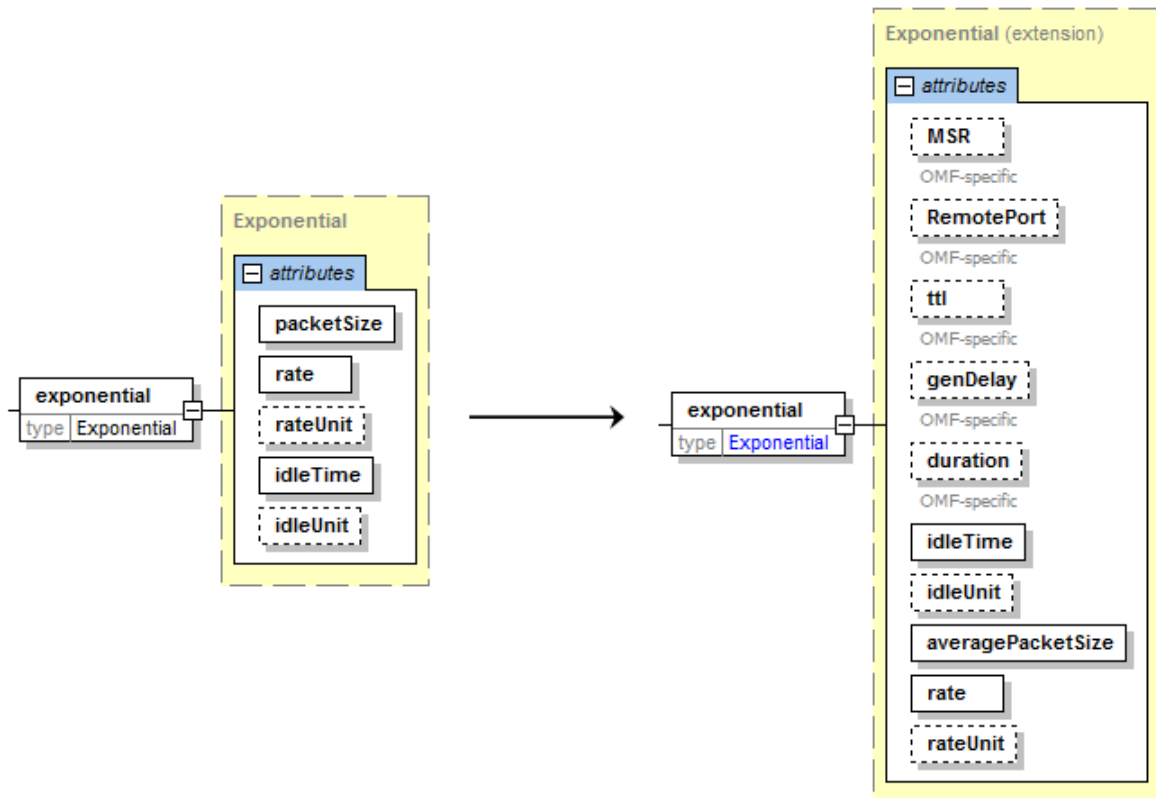 Exponential
attributes
packetSize
rate
rateUnit
idleTime
idleUnit
exponential
type Exponential
Exponential (extension)
attributes
MSR
OMF-specific
RemotePort
OMF-specific
ttl
OMF-specific
genDelay
OMF-specific
duration
OMF-specific
idleTime
idleUnit
averagePacketSize
rate
rateUnit
exponential
type Exponential